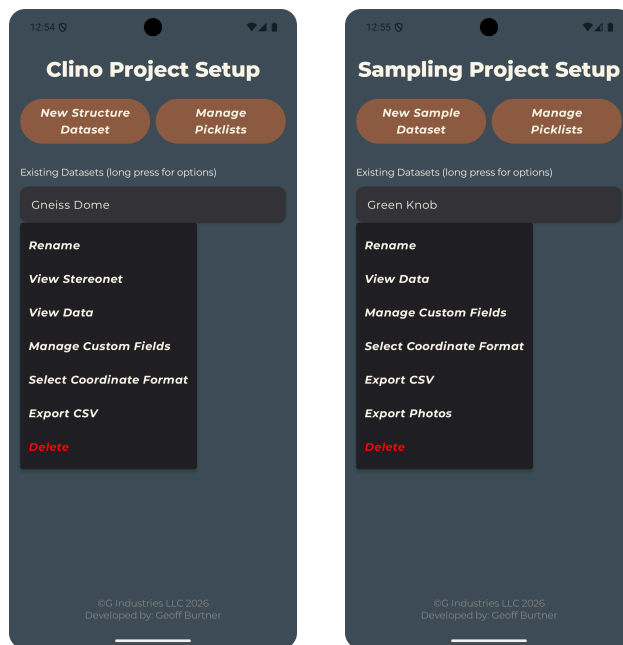 12:54
Clino Project Setup
New Structure
Dataset
Manage
Picklists
Existing Datasets (long press for options)
Gneiss Dome
Rename
View Stereonet
View Data
Manage Custom Fields
Select Coordinate Format
Export CSV
Delete
©G Industries LLC 2026
Developed by: Geoff Burtner
12:55
Sampling Project Setup
New Sample
Dataset
Manage
Picklists
Existing Datasets (long press for options)
Green Knob
Rename
View Data
Manage Custom Fields
Select Coordinate Format
Export CSV
Export Photos
Delete
©G Industries LLC 2026
Developed by: Geoff Burtner